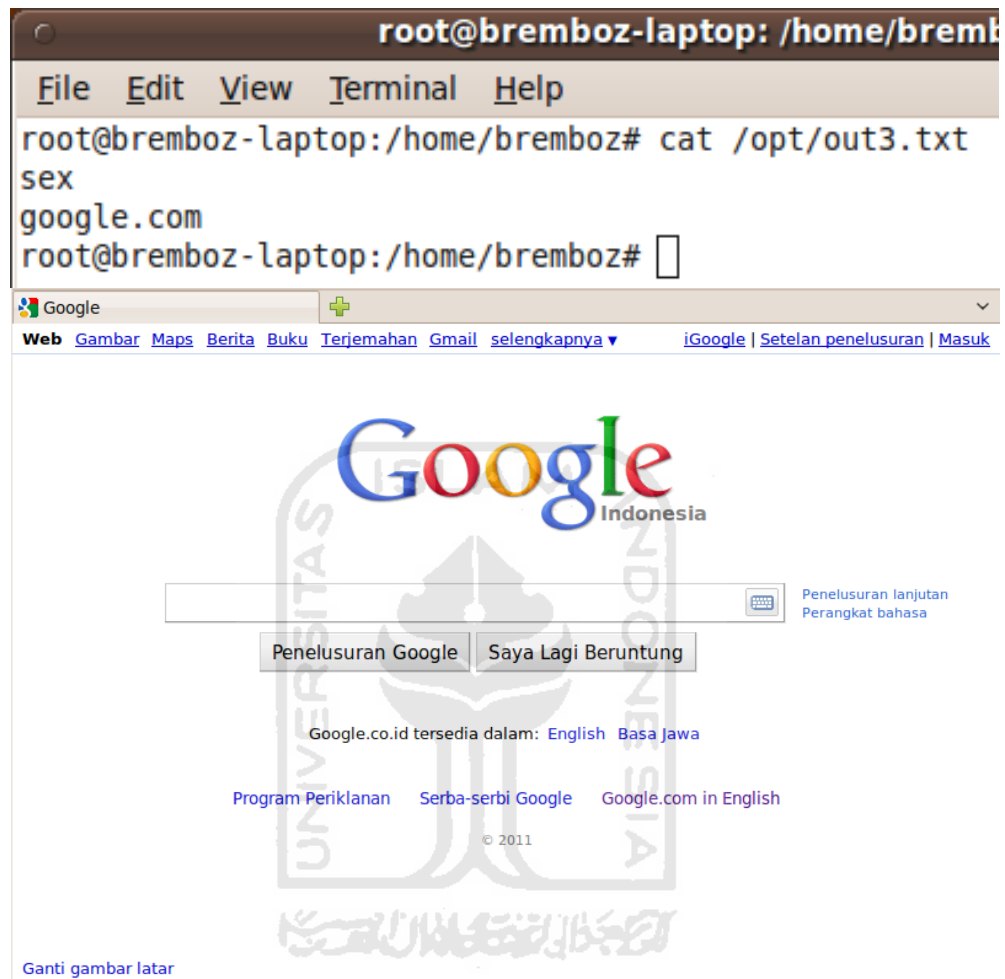 root@bremboz-laptop: /home/bremb
File Edit View Terminal Help
root@bremboz-laptop:/home/bremboz# cat /opt/out3.txt
sex
google.com
root@bremboz-laptop:/home/bremboz#
Google
Web Gambar Maps Berita Buku Terjemahan Gmail selengkapnya ▼ iGoogle | Setelan penelusuran | Masuk
Google
Indonesia
Penelusuran lanjutan
Perangkat bahasa
Penelusuran Google Saya Lagi Beruntung
Google.co.id tersedia dalam: English Basa Jawa
Program Periklanan Serba-serbi Google Google.com in English
© 2011
Ganti gambar latar
UNIVERSITAS
ISLAM
INDONESIA